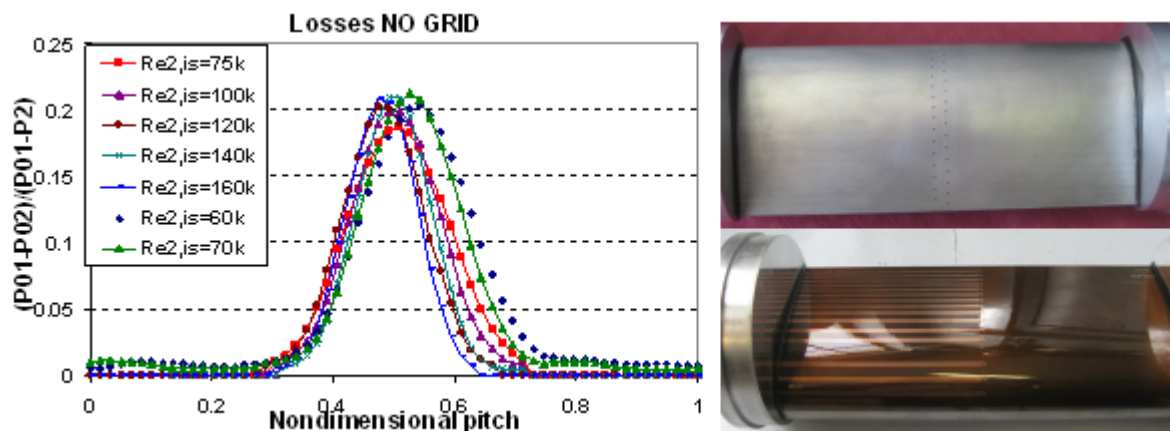 Losses NO GRID
(P01-P02)/(P01-P2)
0.25
0.2
0.15
0.1
0.05
0
Re2,is=75k
Re2,is=100k
Re2,is=120k
Re2,is=140k
Re2,is=160k
Re2,is=60k
Re2,is=70k
0 0.2 0.4 0.6 0.8 1
Nondimensional pitch